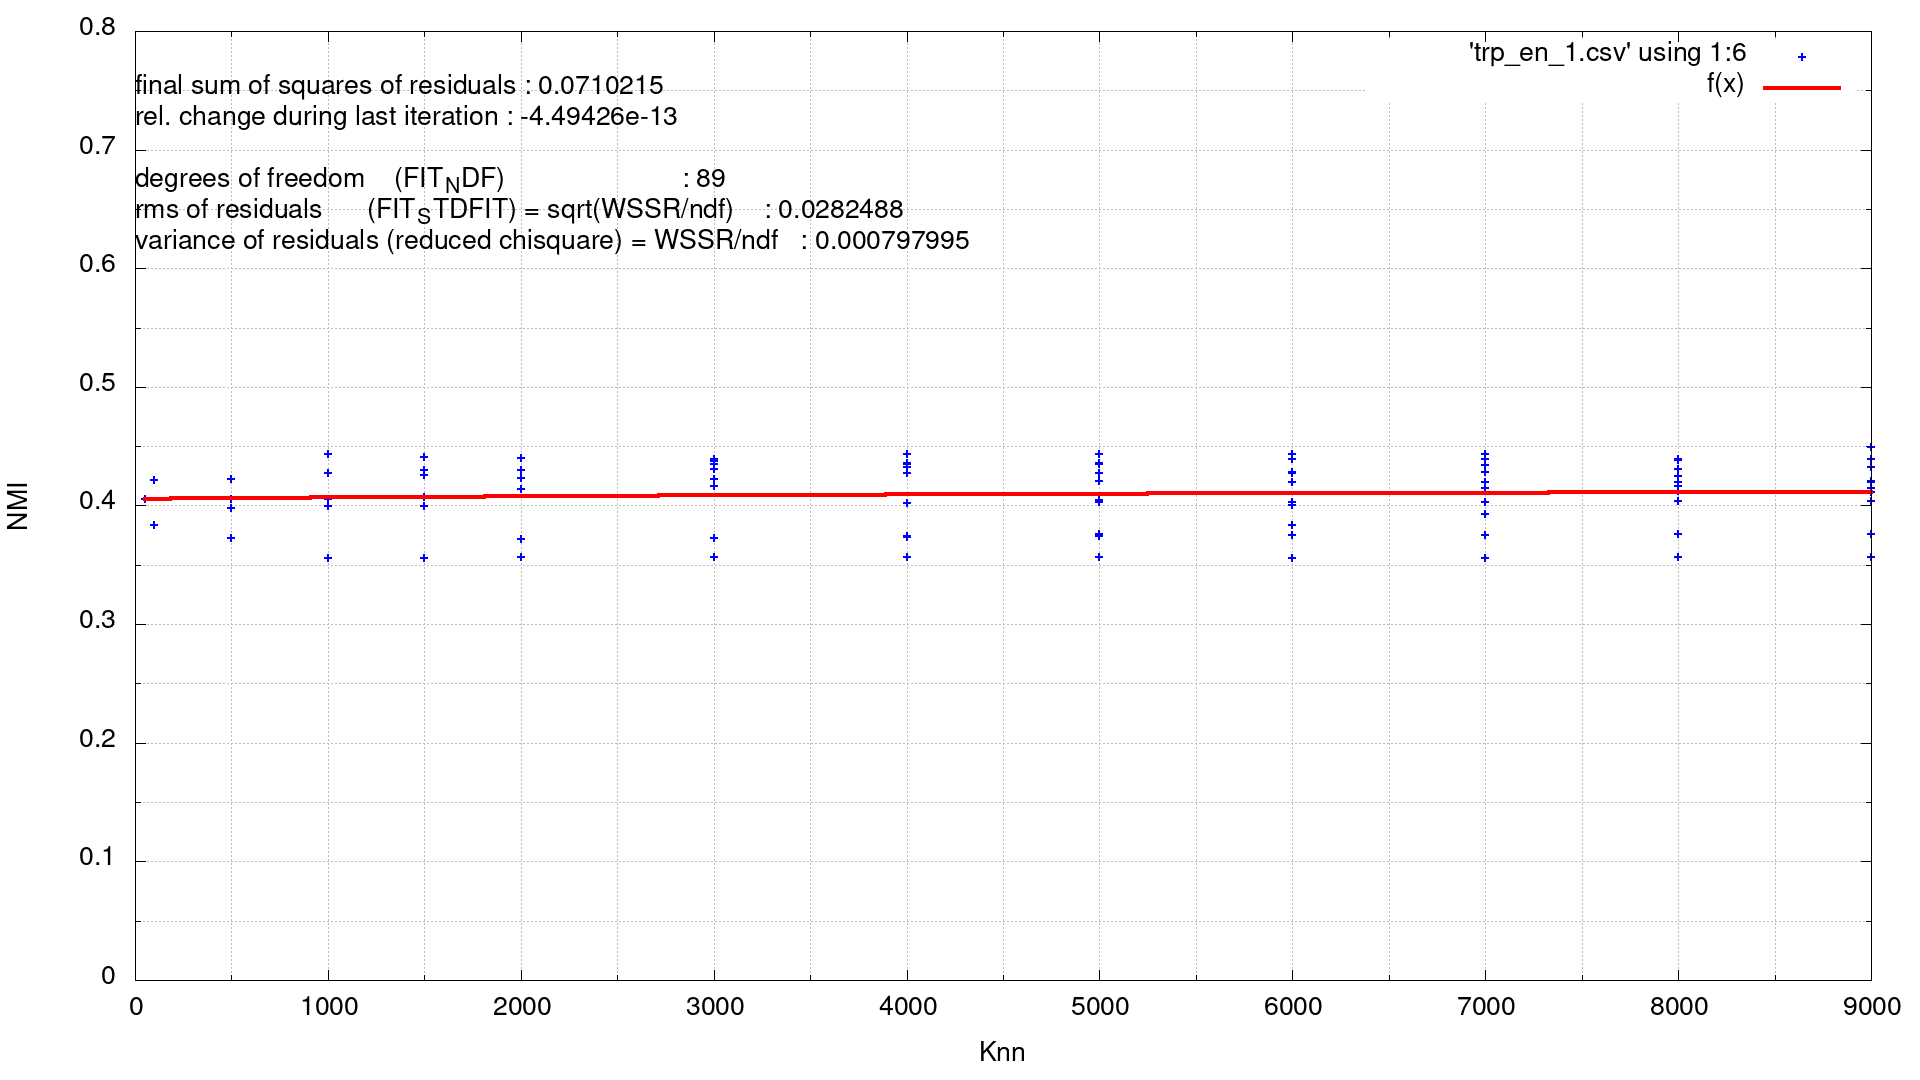 'trp_en_1.csv' using 1:6
f(x)
final sum of squares of residuals : 0.0710215
rel. change during last iteration : -4.49426e-13
degrees of freedom (FIT_NDF) : 89
rms of residuals (FIT_STDFIT) = sqrt(WSSR/ndf) : 0.0282488
variance of residuals (reduced chisquare) = WSSR/ndf : 0.000797995
0.8
0.7
0.6
0.5
0.4
0.3
0.2
0.1
0
NMI
0 1000 2000 3000 4000 5000 6000 7000 8000 9000
Knn